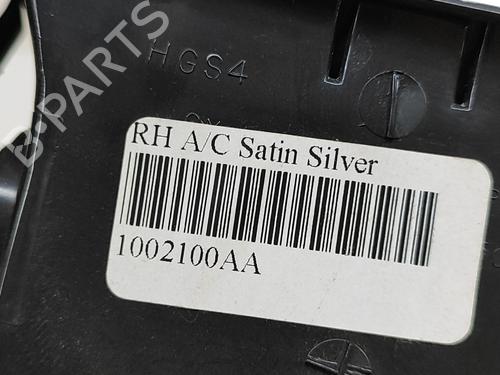 B-PARTS
HGS4
RH A/C Satin Silver
1002100AA